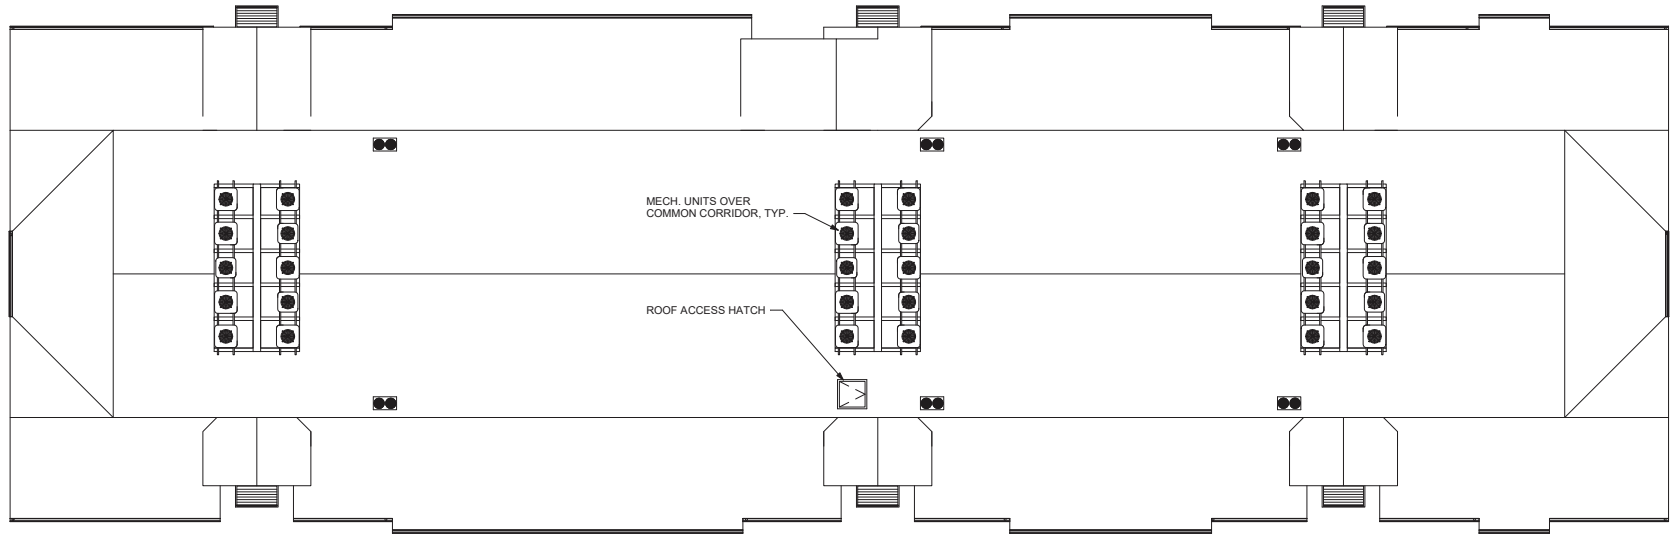 MECH. UNITS OVER
COMMON CORRIDOR, TYP.
ROOF ACCESS HATCH